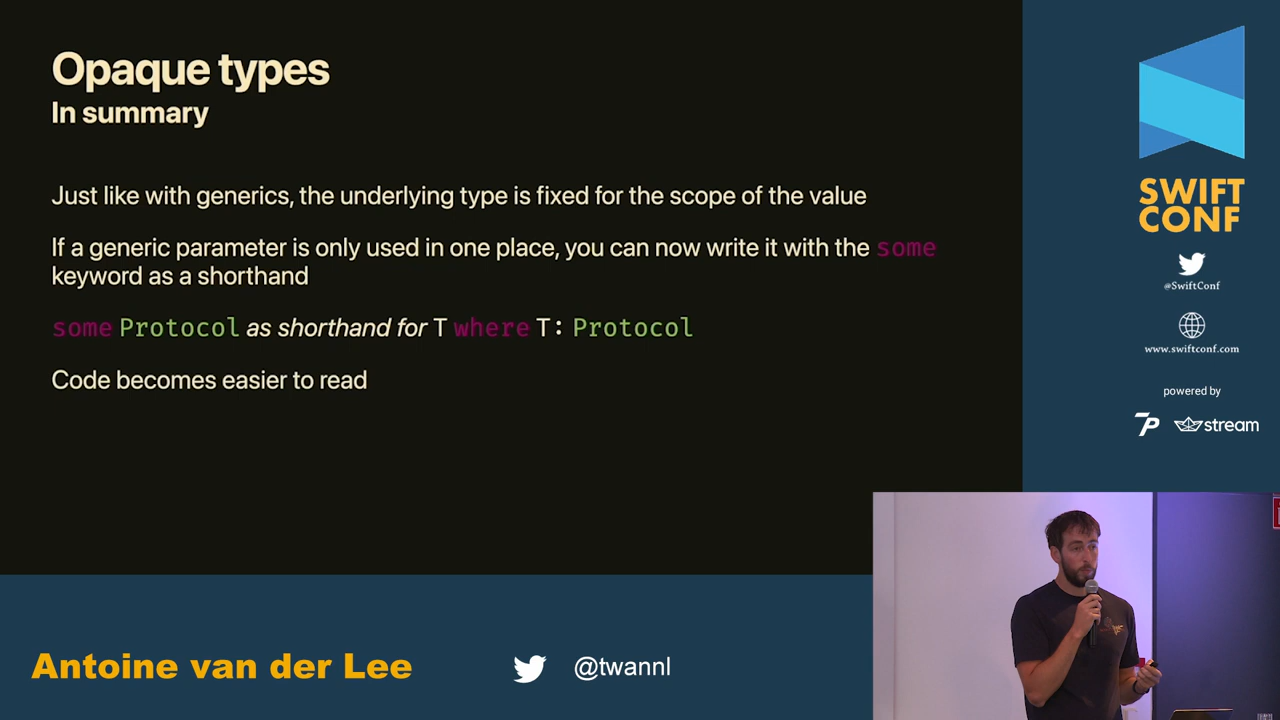 Opaque types
In summary
Just like with generics, the underlying type is fixed for the scope of the value
If a generic parameter is only used in one place, you can now write it with the some
keyword as a shorthand
some Protocol as shorthand for T where T: Protocol
Code becomes easier to read
SWIFT
CONF
@SwiftConf
www.swiftconf.com
powered by
7P stream
Antoine van der Lee
@twannl